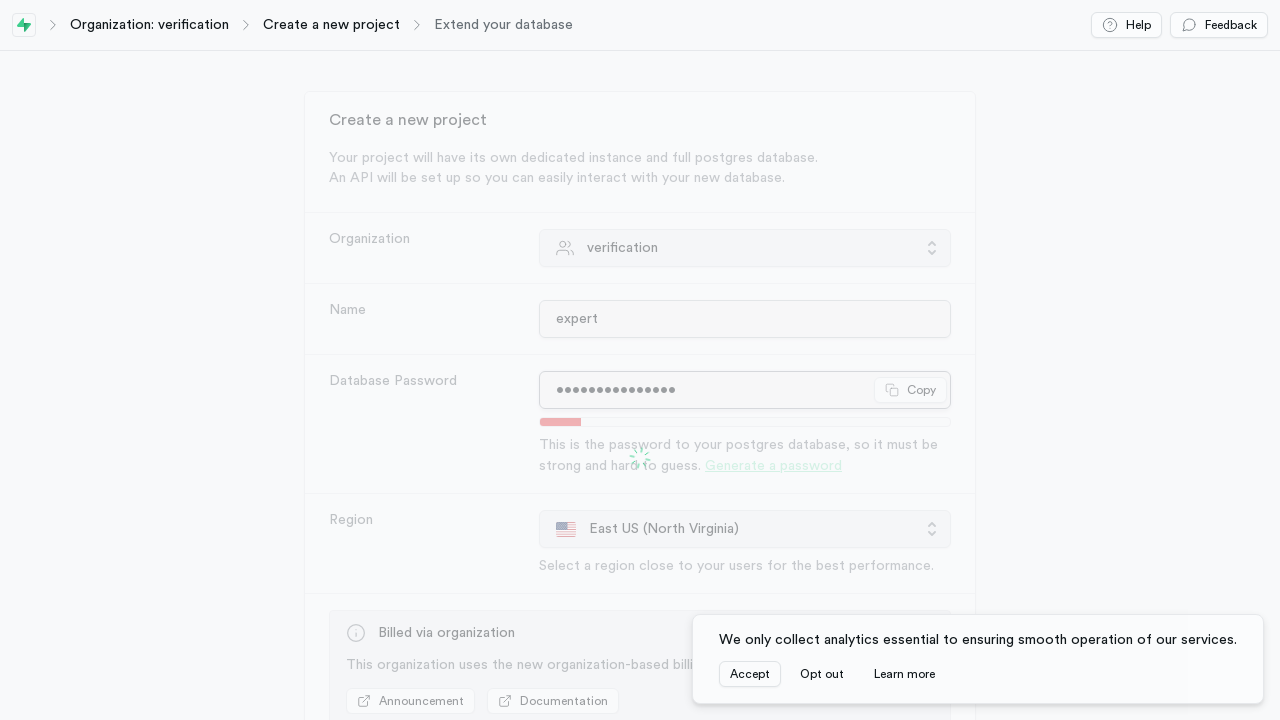 Organization: verification
Create a new project
Extend your database
Help
Feedback
Create a new project
Your project will have its own dedicated instance and full postgres database.
An API will be set up so you can easily interact with your new database.
Organization
verification
Name
expert
Database Password
•••••••••••••••
Copy
This is the password to your postgres database, so it must be
strong and hard to guess. Generate a password
Region
East US (North Virginia)
Select a region close to your users for the best performance.
Billed via organization
This organization uses the new organization-based
Announcement
Documentation
We only collect analytics essential to ensuring smooth operation of our services.
Accept
Opt out
Learn more